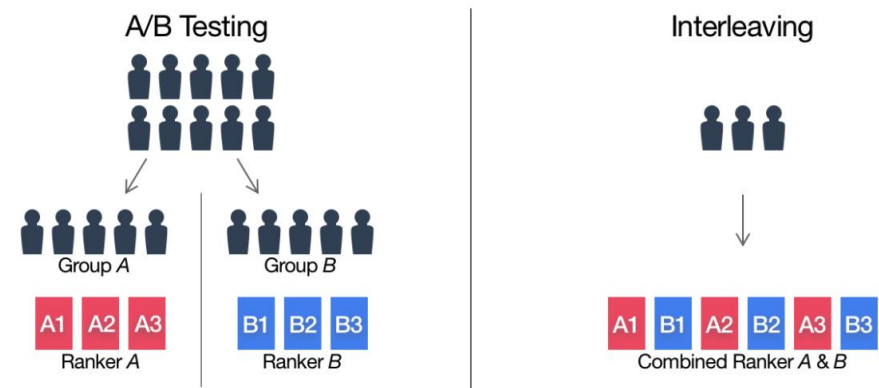 A/B Testing
Group A
Group B
A1 A2 A3
B1 B2 B3
Ranker A
Ranker B
Interleaving
A1 B1 A2 B2 A3 B3
Combined Ranker A & B